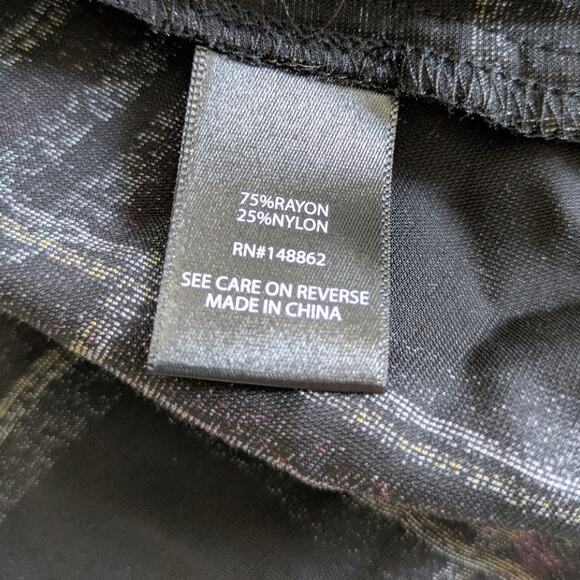 75%RAYON
25%NYLON
RN#148862
SEE CARE ON REVERSE
MADE IN CHINA